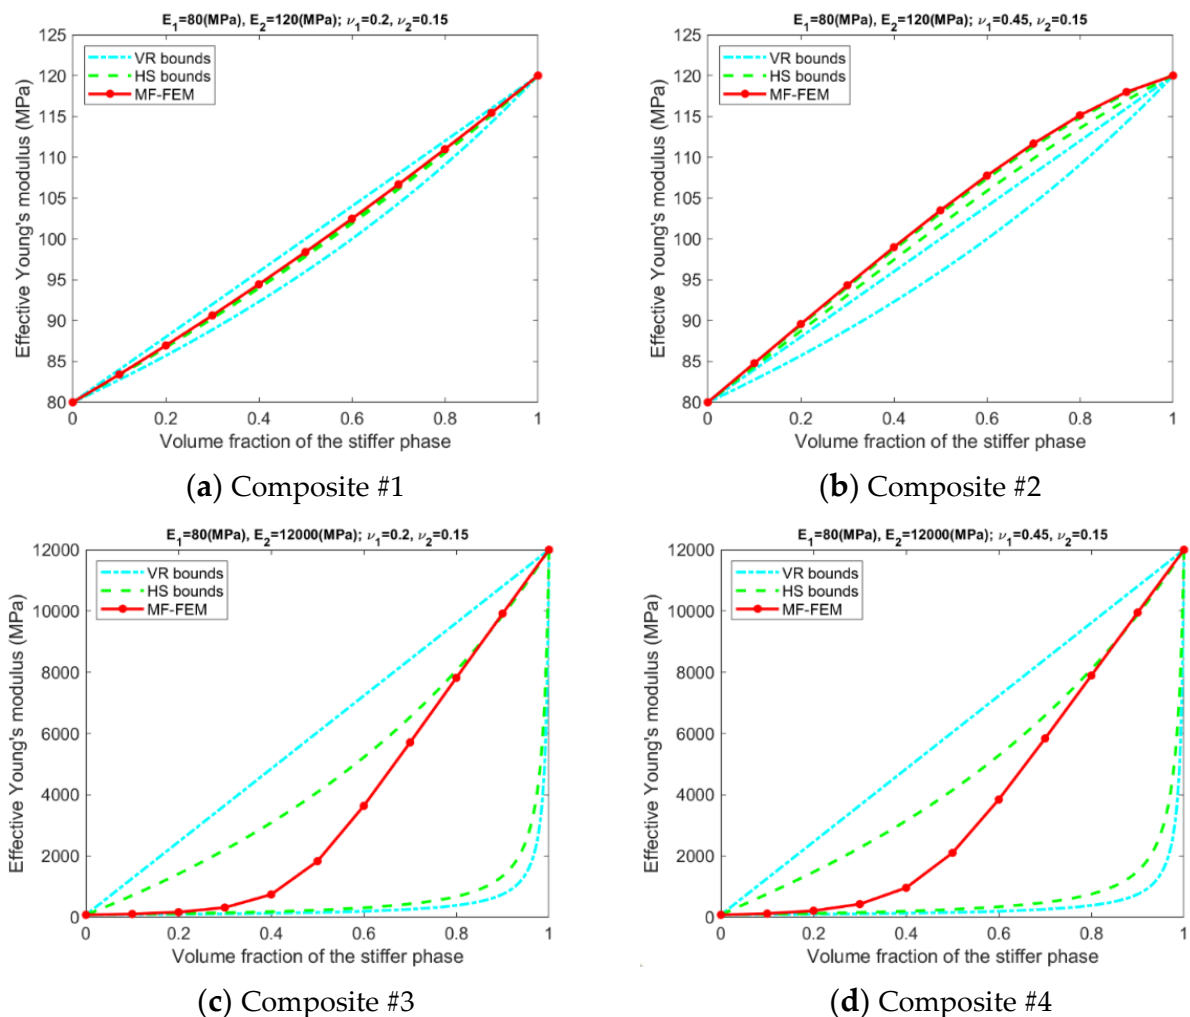 E1=80(MPa), E2=120(MPa); ν1=0.2, ν2=0.15
125
120
115
110
105
100
95
90
85
80
Effective Young's modulus (MPa)
VR bounds
HS bounds
MF-FEM
0 0.2 0.4 0.6 0.8 1
Volume fraction of the stiffer phase
(a) Composite #1
E1=80(MPa), E2=120(MPa); ν1=0.45, ν2=0.15
125
120
115
110
105
100
95
90
85
80
Effective Young's modulus (MPa)
VR bounds
HS bounds
MF-FEM
0 0.2 0.4 0.6 0.8 1
Volume fraction of the stiffer phase
(b) Composite #2
E1=80(MPa), E2=12000(MPa); ν1=0.2, ν2=0.15
12000
10000
8000
6000
4000
2000
0
Effective Young's modulus (MPa)
VR bounds
HS bounds
MF-FEM
0 0.2 0.4 0.6 0.8 1
Volume fraction of the stiffer phase
(c) Composite #3
E1=80(MPa), E2=12000(MPa); ν1=0.45, ν2=0.15
12000
10000
8000
6000
4000
2000
0
Effective Young's modulus (MPa)
VR bounds
HS bounds
MF-FEM
0 0.2 0.4 0.6 0.8 1
Volume fraction of the stiffer phase
(d) Composite #4